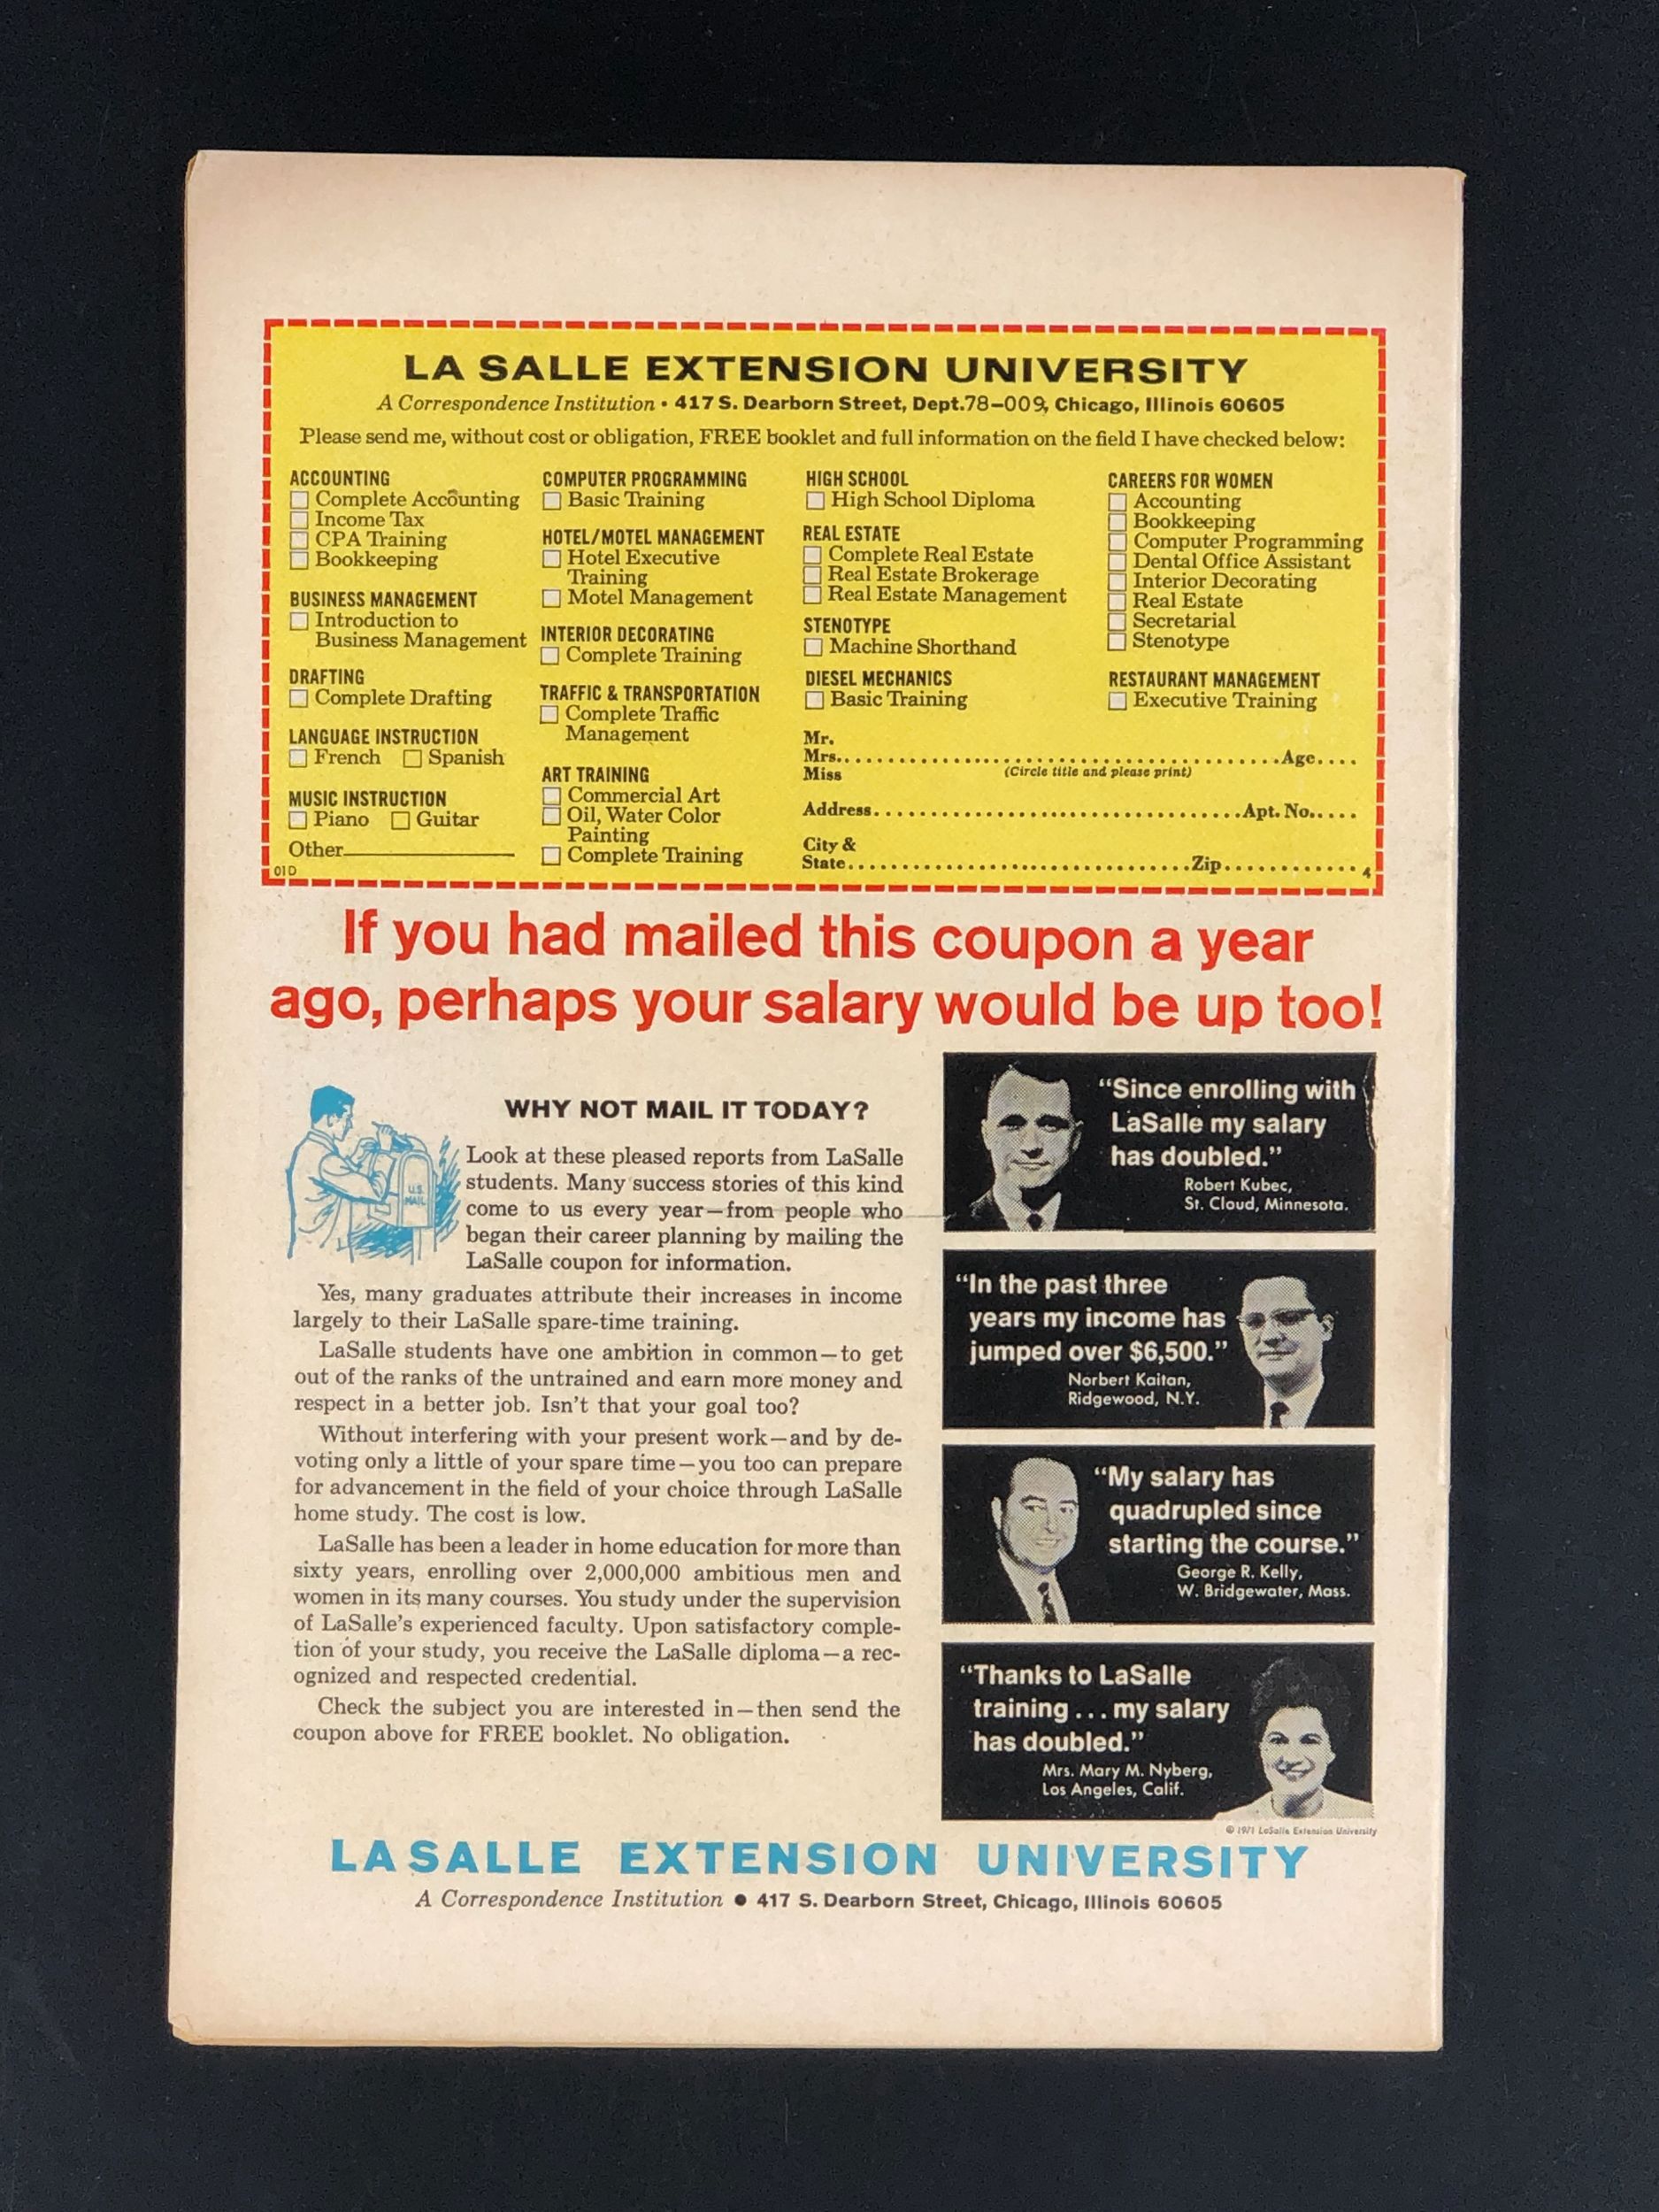 LA SALLE EXTENSION UNIVERSITY
A Correspondence Institution • 417 S. Dearborn Street, Dept.78-009, Chicago, Illinois 60605
Please send me, without cost or obligation, FREE booklet and full information on the field I have checked below:
ACCOUNTING
Complete Accounting
Income Tax
CPA Training
Bookkeeping
BUSINESS MANAGEMENT
Introduction to
Business Management
DRAFTING
Complete Drafting
LANGUAGE INSTRUCTION
French Spanish
MUSIC INSTRUCTION
Piano Guitar
Other
01D
COMPUTER PROGRAMMING
Basic Training
HOTEL/MOTEL MANAGEMENT
Hotel Executive
Training
Motel Management
INTERIOR DECORATING
Complete Training
TRAFFIC & TRANSPORTATION
Complete Traffic
Management
ART TRAINING
Commercial Art
Oil, Water Color
Painting
Complete Training
HIGH SCHOOL
High School Diploma
REAL ESTATE
Complete Real Estate
Real Estate Brokerage
Real Estate Management
STENOTYPE
Machine Shorthand
DIESEL MECHANICS
Basic Training
CAREERS FOR WOMEN
Accounting
Bookkeeping
Computer Programming
Dental Office Assistant
Interior Decorating
Real Estate
Secretarial
Stenotype
RESTAURANT MANAGEMENT
Executive Training
Mr.
Mrs. Age
Miss (Circle title and please print)
Address Apt. No.
City &
State Zip 4
If you had mailed this coupon a year
ago, perhaps your salary would be up too!
WHY NOT MAIL IT TODAY?
U.S.
MAIL
Look at these pleased reports from LaSalle
students. Many success stories of this kind
come to us every year—from people who
began their career planning by mailing the
LaSalle coupon for information.
Yes, many graduates attribute their increases in income
largely to their LaSalle spare-time training.
LaSalle students have one ambition in common—to get
out of the ranks of the untrained and earn more money and
respect in a better job. Isn't that your goal too?
Without interfering with your present work—and by de-
voting only a little of your spare time—you too can prepare
for advancement in the field of your choice through LaSalle
home study. The cost is low.
LaSalle has been a leader in home education for more than
sixty years, enrolling over 2,000,000 ambitious men and
women in its many courses. You study under the supervision
of LaSalle's experienced faculty. Upon satisfactory comple-
tion of your study, you receive the LaSalle diploma—a rec-
ognized and respected credential.
Check the subject you are interested in—then send the
coupon above for FREE booklet. No obligation.
"Since enrolling with
LaSalle my salary
has doubled."
Robert Kubec,
St. Cloud, Minnesota.
"In the past three
years my income has
jumped over $6,500."
Norbert Kaitan,
Ridgewood, N.Y.
"My salary has
quadrupled since
starting the course."
George R. Kelly,
W. Bridgewater, Mass.
"Thanks to LaSalle
training . . . my salary
has doubled."
Mrs. Mary M. Nyberg,
Los Angeles, Calif.
© 1971 LaSalle Extension University
LA SALLE EXTENSION UNIVERSITY
A Correspondence Institution • 417 S. Dearborn Street, Chicago, Illinois 60605